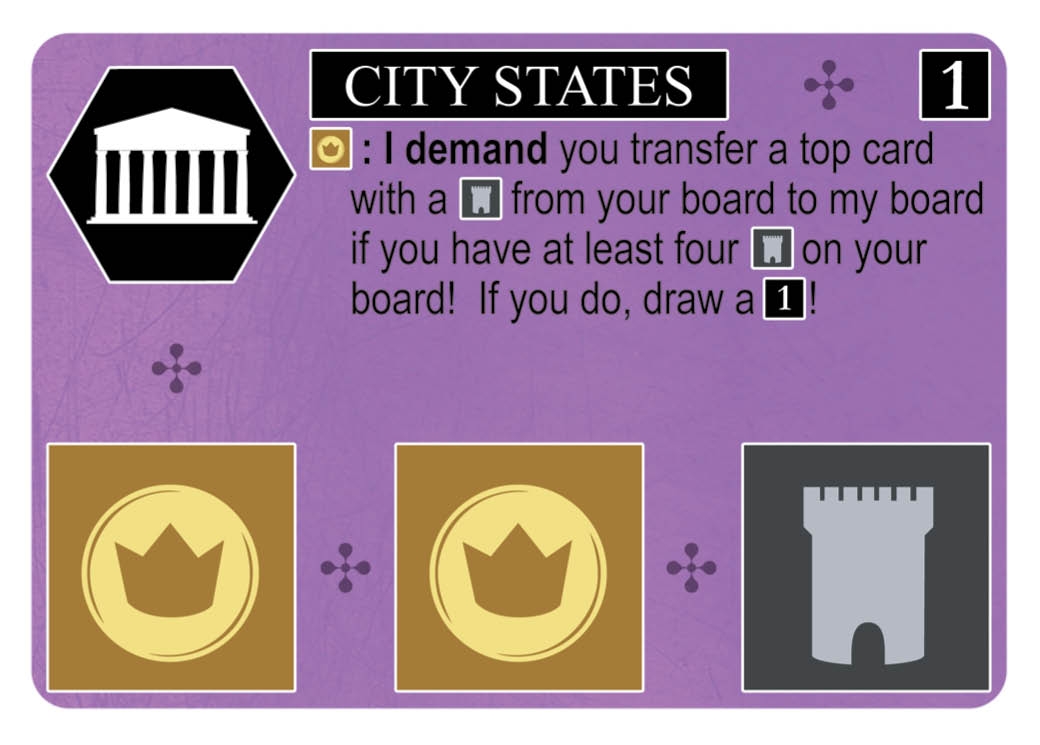 CITY STATES
1
: I demand you transfer a top card
with a from your board to my board
if you have at least four on your
board! If you do, draw a 1!